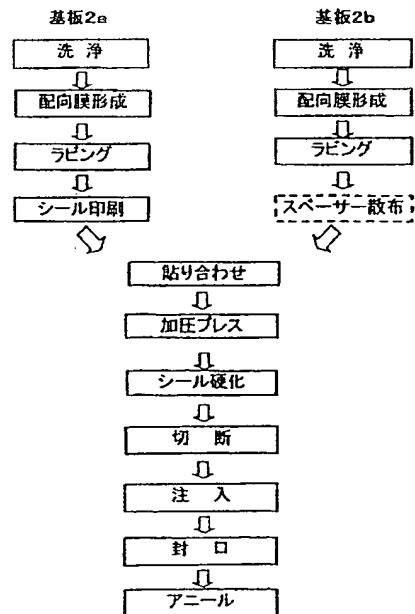 基板2a
洗 浄
配向膜形成
ラビング
シール印刷
基板2b
洗 浄
配向膜形成
ラビング
スペーサー散布
貼り合わせ
加圧プレス
シール硬化
切 断
注 入
封 口
アニール